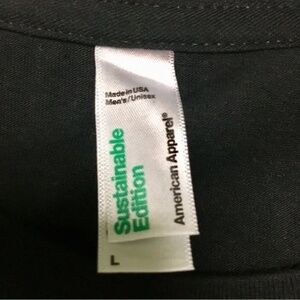 Made in USA
Men's/Unisex
Sustainable
Edition
American Apparel®
L